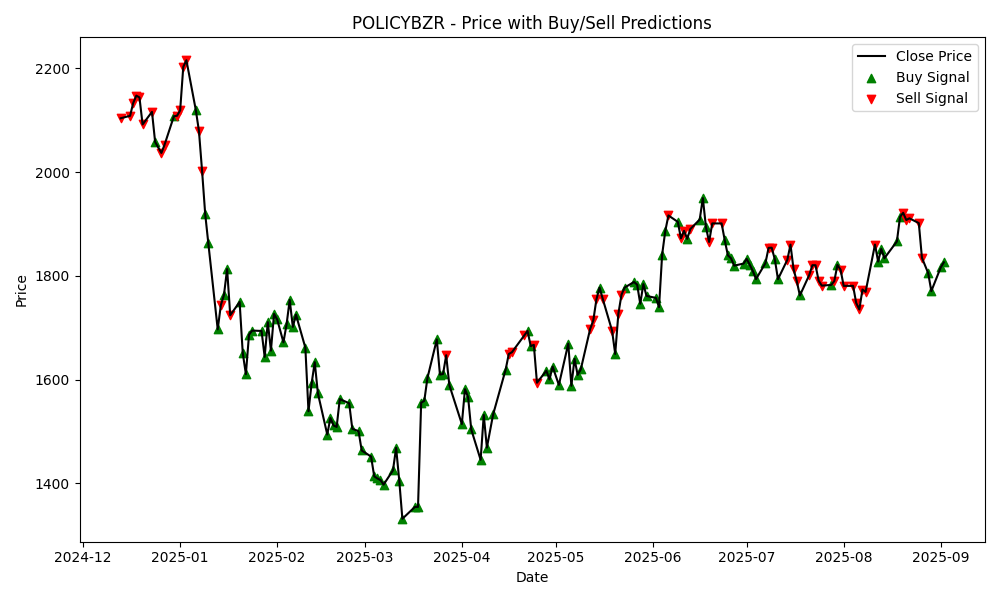 POLICYBZR - Price with Buy/Sell Predictions
Close Price
Buy Signal
Sell Signal
Price
2200
2000
1800
1600
1400
2024-12 2025-01 2025-02 2025-03 2025-04 2025-05 2025-06 2025-07 2025-08 2025-09
Date